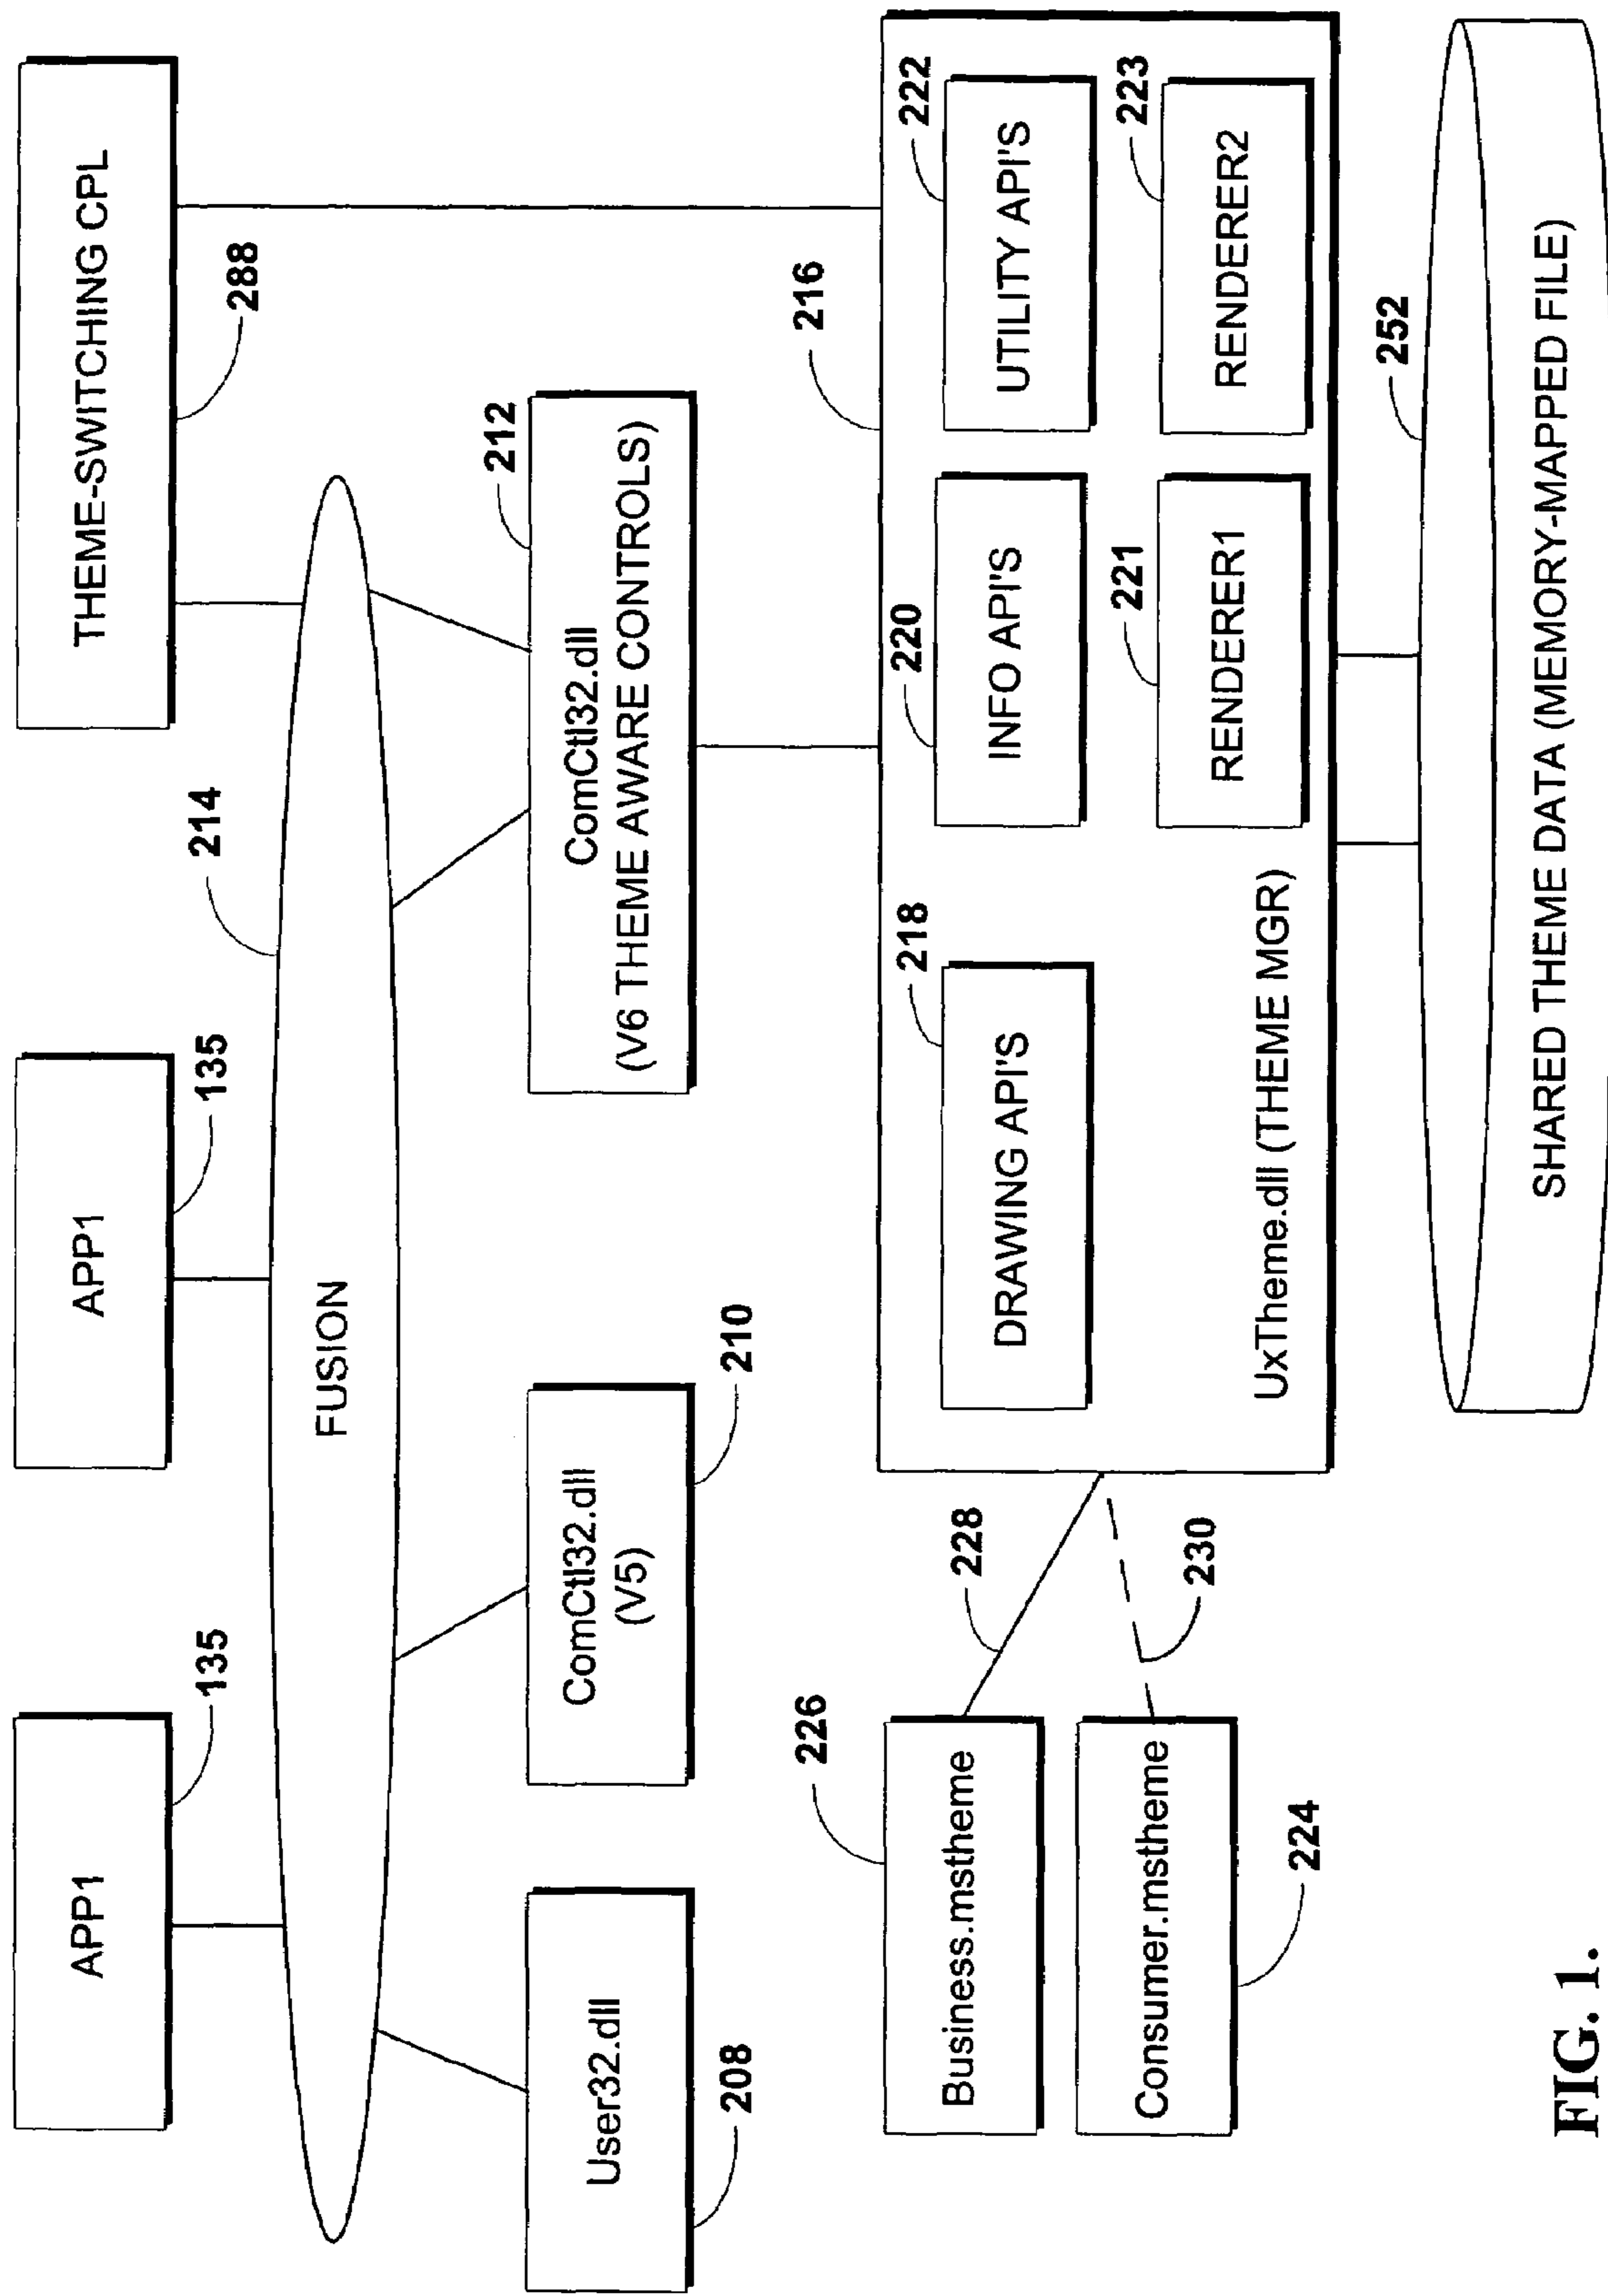 APP1
135
APP1
135
THEME-SWITCHING CPL
288
214
FUSION
User32.dll
208
ComCtl32.dll
(V5)
210
212
ComCtl32.dll
(V6 THEME AWARE CONTROLS)
216
226
Business.mstheme
228
Consumer.mstheme
224
230
218
DRAWING API'S
220
INFO API'S
222
UTILITY API'S
221
RENDERER1
223
RENDERER2
UxTheme.dll (THEME MGR)
252
SHARED THEME DATA (MEMORY-MAPPED FILE)
FIG. 1.